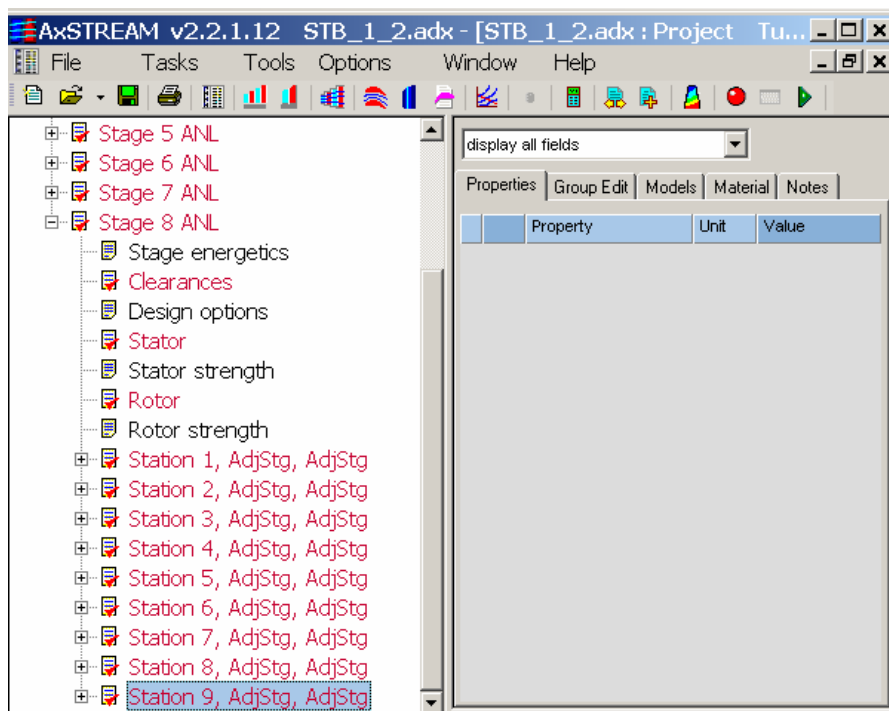 AxSTREAM v2.2.1.12 STB_1_2.adx - [STB_1_2.adx : Project Tu...
File Tasks Tools Options Window Help
Stage 5 ANL
Stage 6 ANL
Stage 7 ANL
Stage 8 ANL
Stage energetics
Clearances
Design options
Stator
Stator strength
Rotor
Rotor strength
Station 1, AdjStg, AdjStg
Station 2, AdjStg, AdjStg
Station 3, AdjStg, AdjStg
Station 4, AdjStg, AdjStg
Station 5, AdjStg, AdjStg
Station 6, AdjStg, AdjStg
Station 7, AdjStg, AdjStg
Station 8, AdjStg, AdjStg
Station 9, AdjStg, AdjStg
display all fields
Properties Group Edit Models Material Notes
Property Unit Value